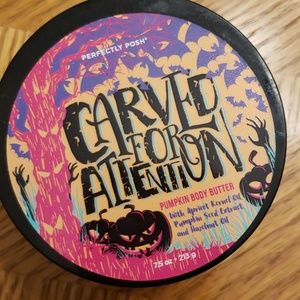 PERFECTLY POSH®
CARVED
FOR
ATTENTION
PUMPKIN BODY BUTTER
With Apricot Kernel Oil,
Pumpkin Seed Extract
and Hazelnut Oil
7.5 oz • 213 g